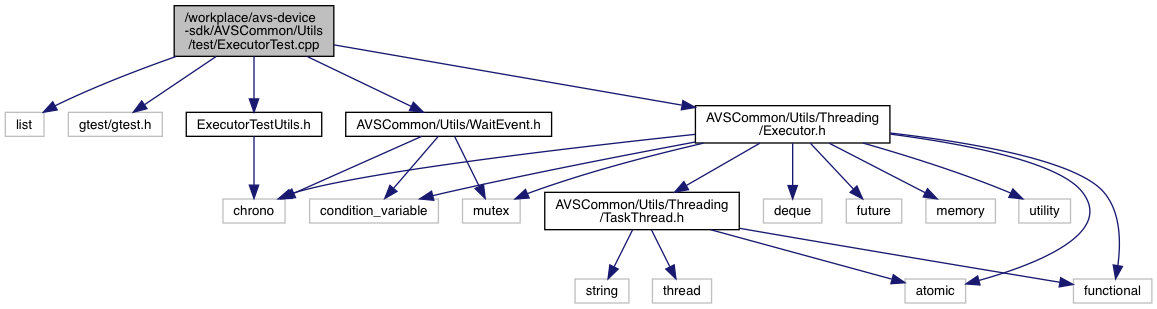 /workplace/avs-device
-sdk/AVSCommon/Utils
/test/ExecutorTest.cpp
list
gtest/gtest.h
ExecutorTestUtils.h
AVSCommon/Utils/WaitEvent.h
AVSCommon/Utils/Threading
/Executor.h
chrono
condition_variable
mutex
AVSCommon/Utils/Threading
/TaskThread.h
deque
future
memory
utility
string
thread
atomic
functional